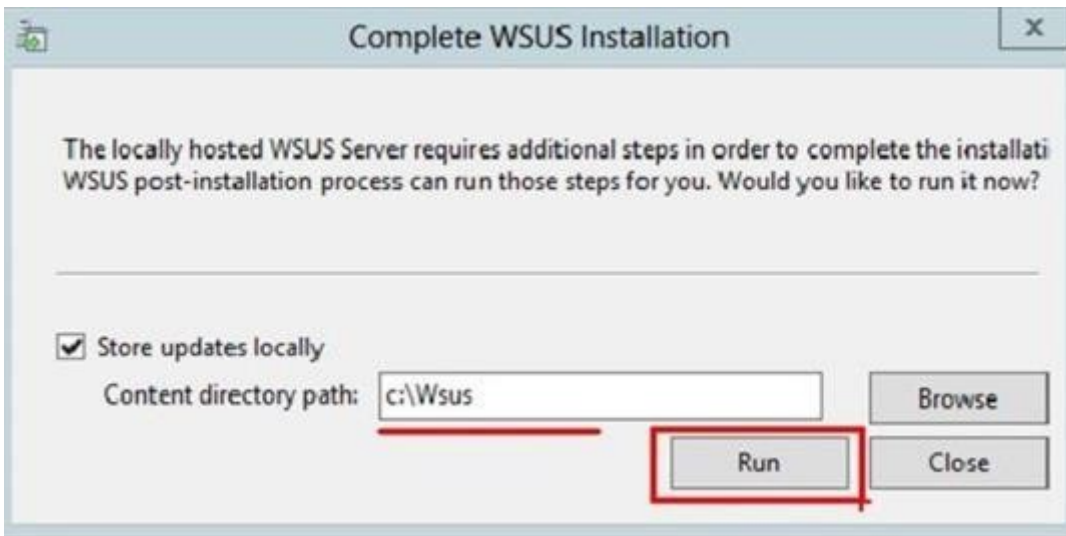 Complete WSUS Installation
x
The locally hosted WSUS Server requires additional steps in order to complete the installati
WSUS post-installation process can run those steps for you. Would you like to run it now?
Store updates locally
Content directory path: c:\Wsus Browse
Run Close